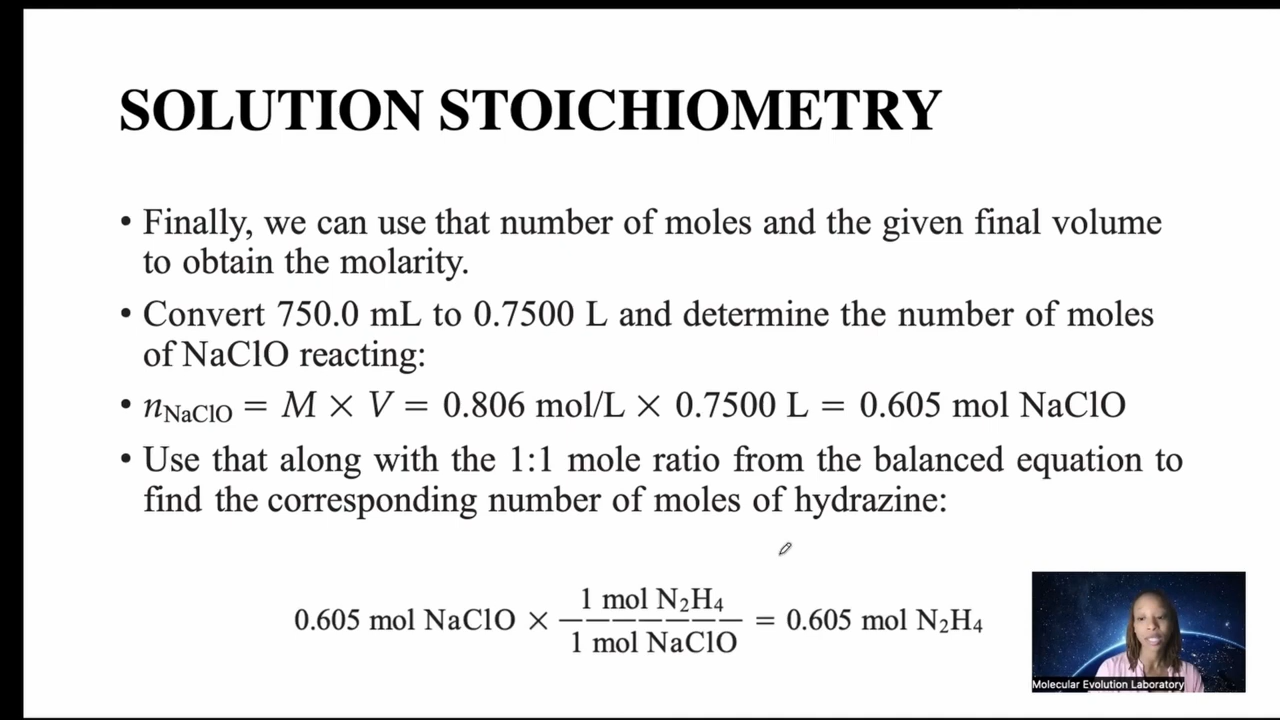 SOLUTION STOICHIOMETRY
• Finally, we can use that number of moles and the given final volume
to obtain the molarity.
• Convert 750.0 mL to 0.7500 L and determine the number of moles
of NaClO reacting:
• n_NaClO = M × V = 0.806 mol/L × 0.7500 L = 0.605 mol NaClO
• Use that along with the 1:1 mole ratio from the balanced equation to
find the corresponding number of moles of hydrazine:
1 mol N₂H₄
0.605 mol NaClO × ——————— = 0.605 mol N₂H₄
1 mol NaClO
Molecular Evolution Laboratory